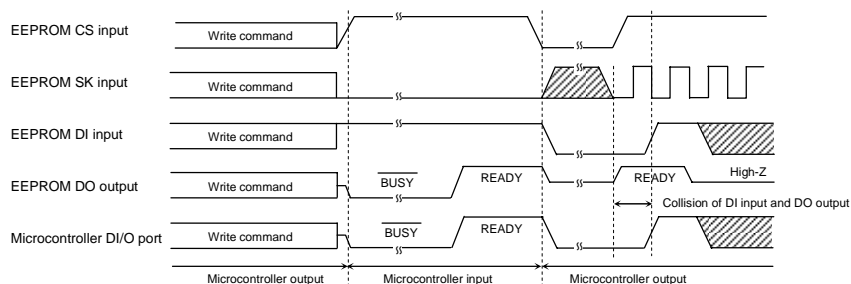 EEPROM CS input
Write command
EEPROM SK input
Write command
EEPROM DI input
Write command
EEPROM DO output
Write command
BUSY
READY
READY
High-Z
Collision of DI input and DO output
Microcontroller DI/O port
Write command
BUSY
READY
Microcontroller output
Microcontroller input
Microcontroller output